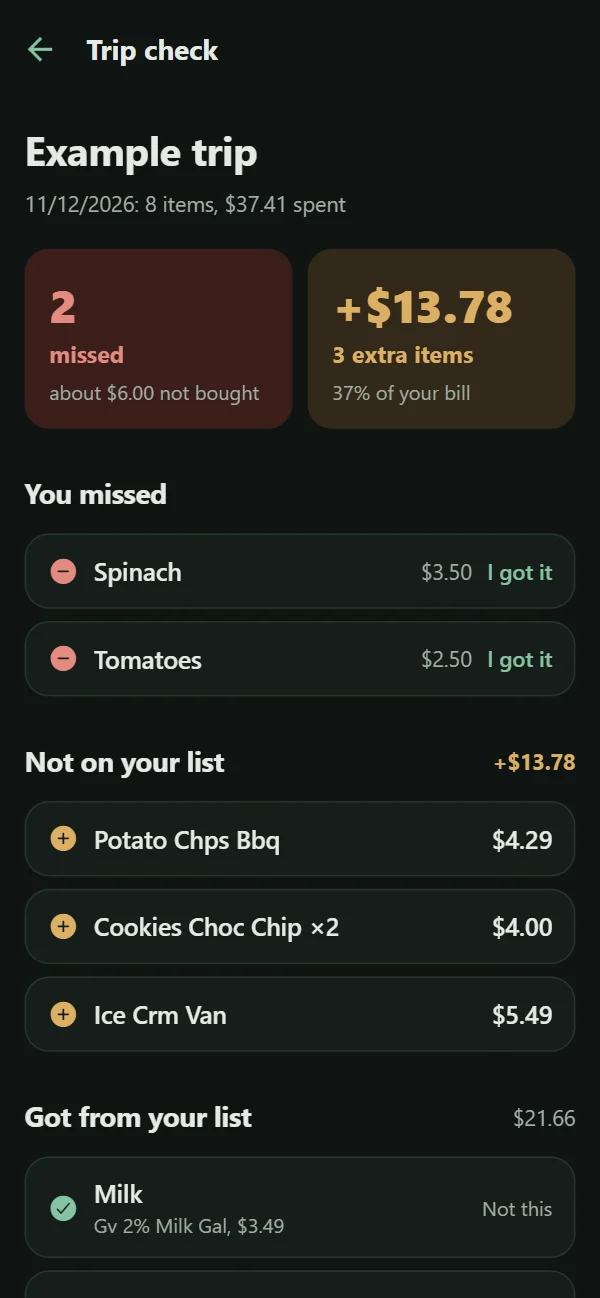 Trip check
Example trip
11/12/2026: 8 items, $37.41 spent
2
missed
about $6.00 not bought
+$13.78
3 extra items
37% of your bill
You missed
Spinach $3.50 I got it
Tomatoes $2.50 I got it
Not on your list +$13.78
Potato Chps Bbq $4.29
Cookies Choc Chip ×2 $4.00
Ice Crm Van $5.49
Got from your list $21.66
Milk
Gv 2% Milk Gal, $3.49 Not this